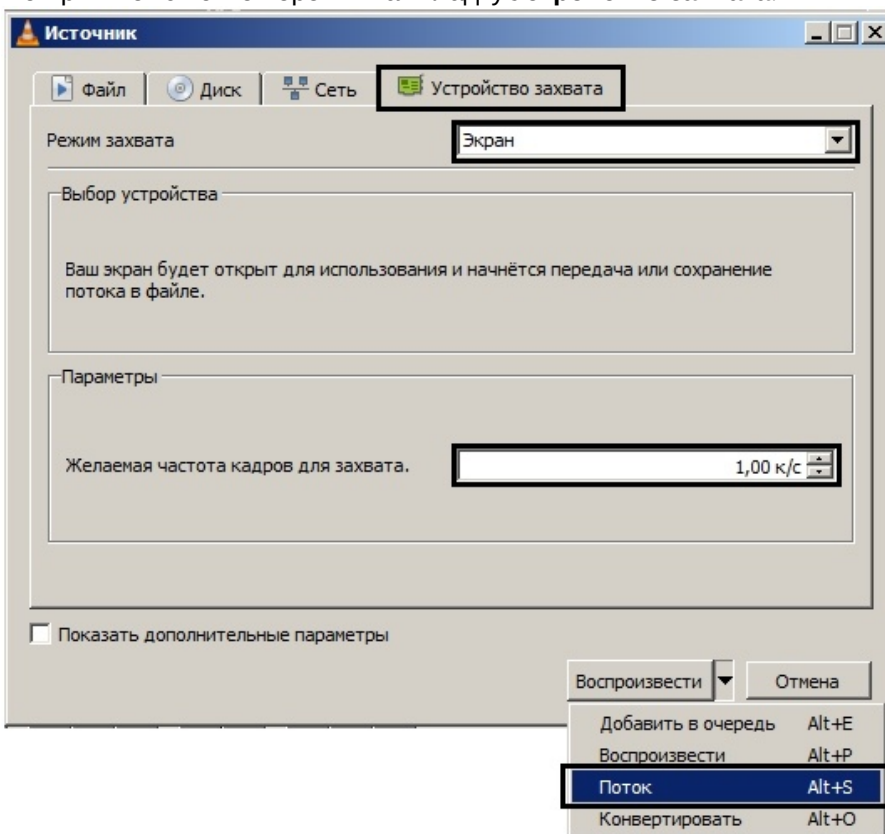 Источник
Файл
Диск
Сеть
Устройство захвата
Режим захвата
Экран
Выбор устройства
Ваш экран будет открыт для использования и начнётся передача или сохранение
потока в файле.
Параметры
Желаемая частота кадров для захвата.
1,00 к/с
Показать дополнительные параметры
Воспроизвести
Отмена
Добавить в очередь Alt+E
Воспроизвести Alt+P
Поток Alt+S
Конвертировать Alt+O